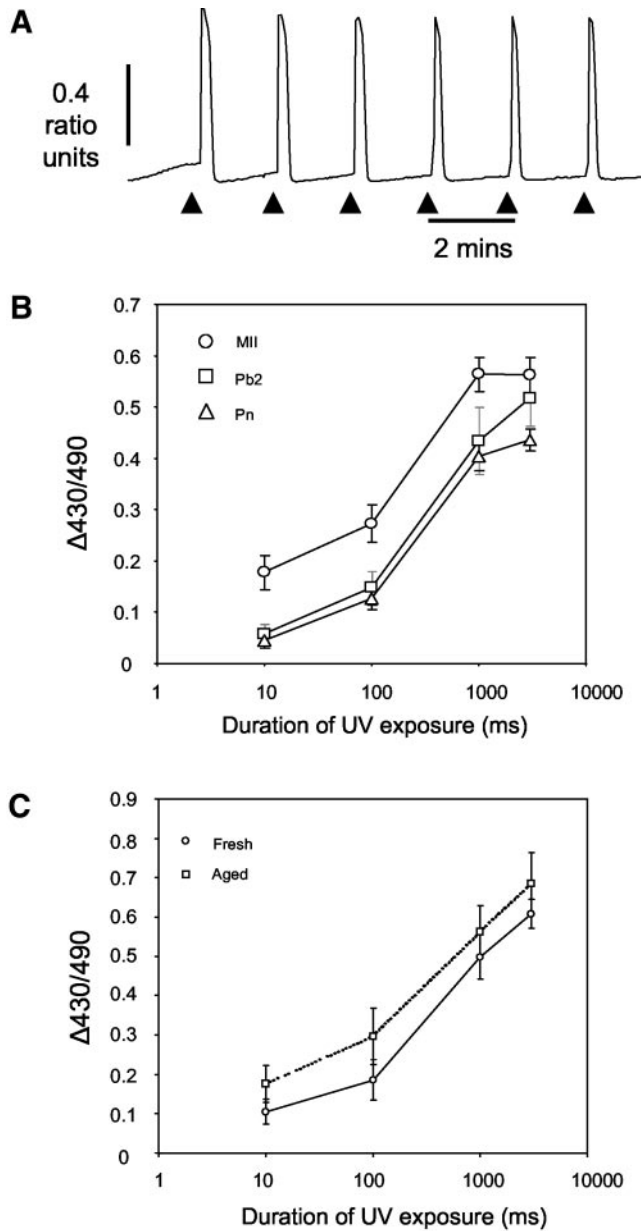 A
0.4
ratio
units
2 mins
B
Δ430/490
0.7
0.6
0.5
0.4
0.3
0.2
0.1
0
MII
Pb2
Pn
1 10 100 1000 10000
Duration of UV exposure (ms)
C
Δ430/490
0.9
0.8
0.7
0.6
0.5
0.4
0.3
0.2
0.1
0
Fresh
Aged
1 10 100 1000 10000
Duration of UV exposure (ms)